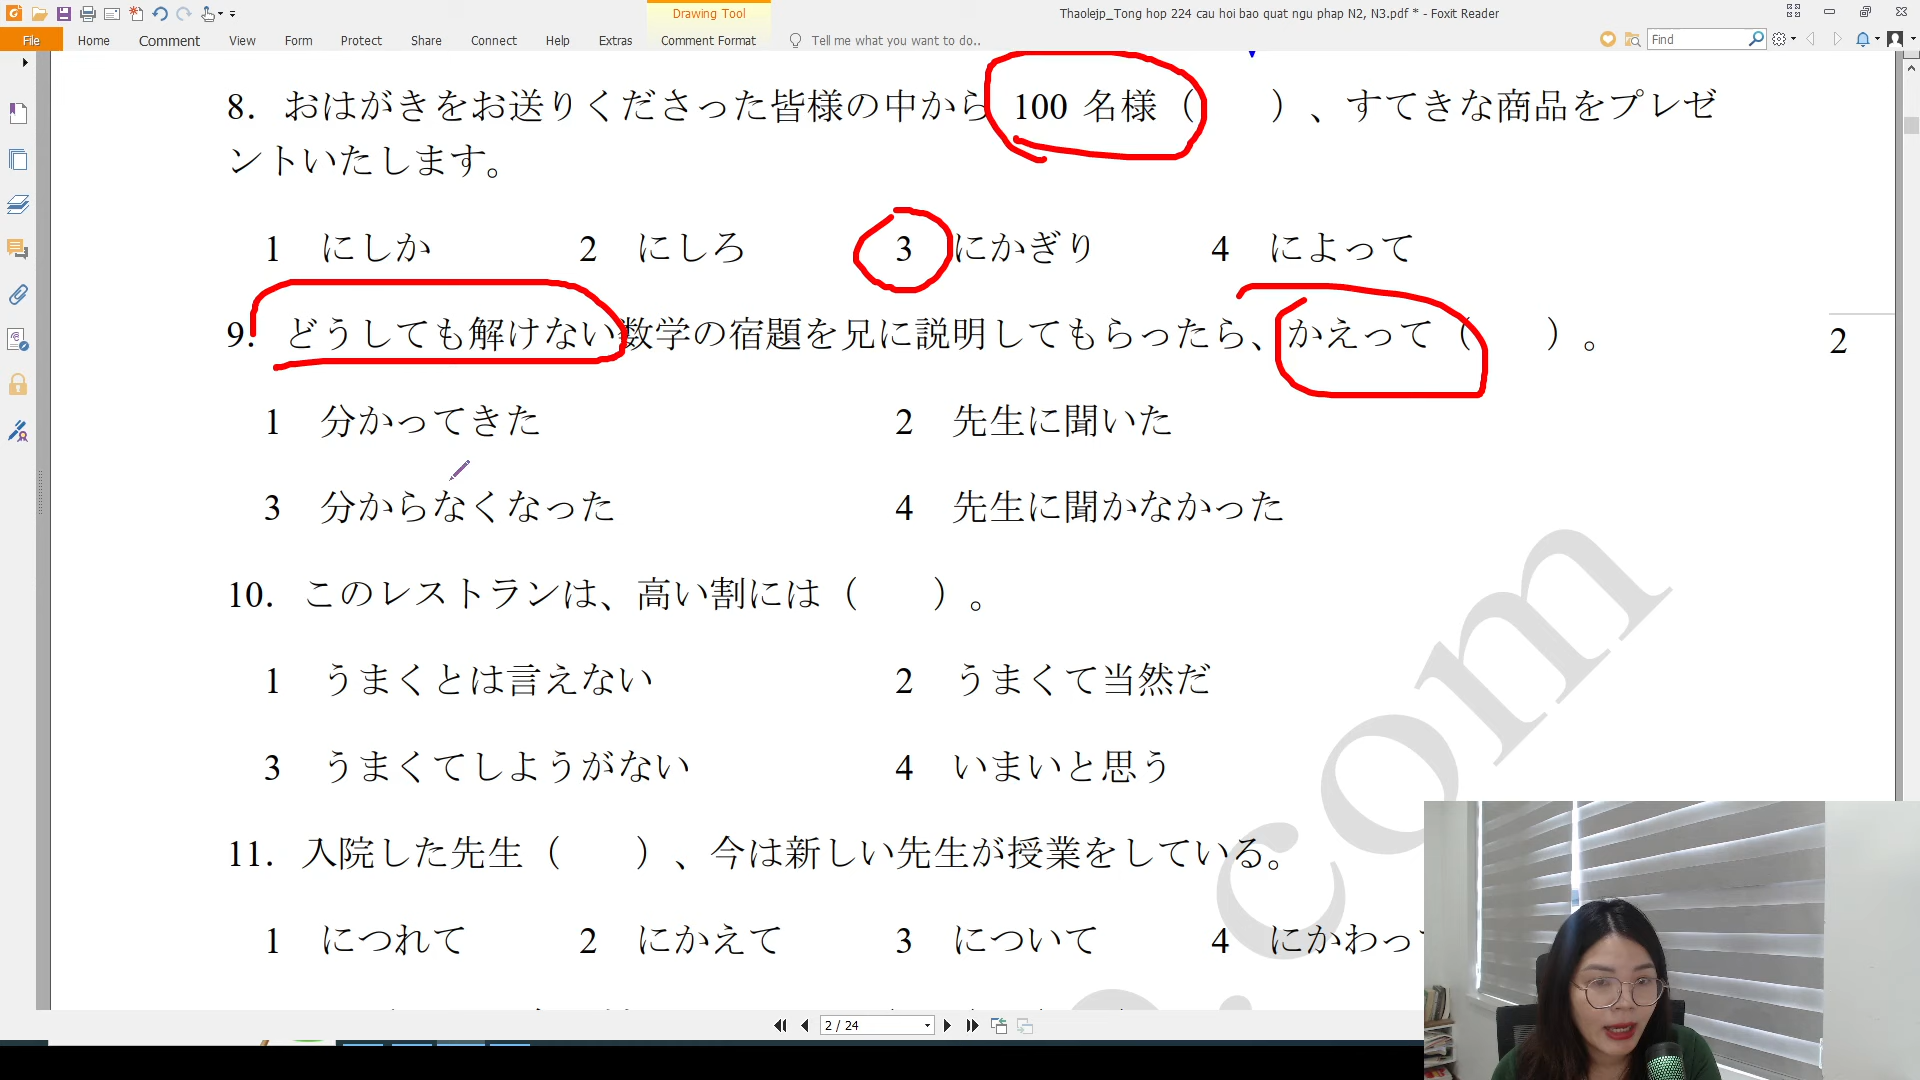 Drawing Tool
Thaolejp_Tong hop 224 cau hoi bao quat ngu phap N2, N3.pdf * - Foxit Reader
File Home Comment View Form Protect Share Connect Help Extras Comment Format Tell me what you want to do.. Find
8. おはがきをお送りくださった皆様の中から 100 名様（　　）、すてきな商品をプレゼ
ントいたします。
1 にしか 2 にしろ 3 にかぎり 4 によって
9. どうしても解けない数学の宿題を兄に説明してもらったら、かえって（　　）。
2
1 分かってきた 2 先生に聞いた
3 分からなくなった 4 先生に聞かなかった
10. このレストランは、高い割には（　　）。
1 うまくとは言えない 2 うまくて当然だ
3 うまくてしようがない 4 いまいと思う
11. 入院した先生（　　）、今は新しい先生が授業をしている。
1 につれて 2 にかえて 3 について 4 にかわっ
.com
2 / 24